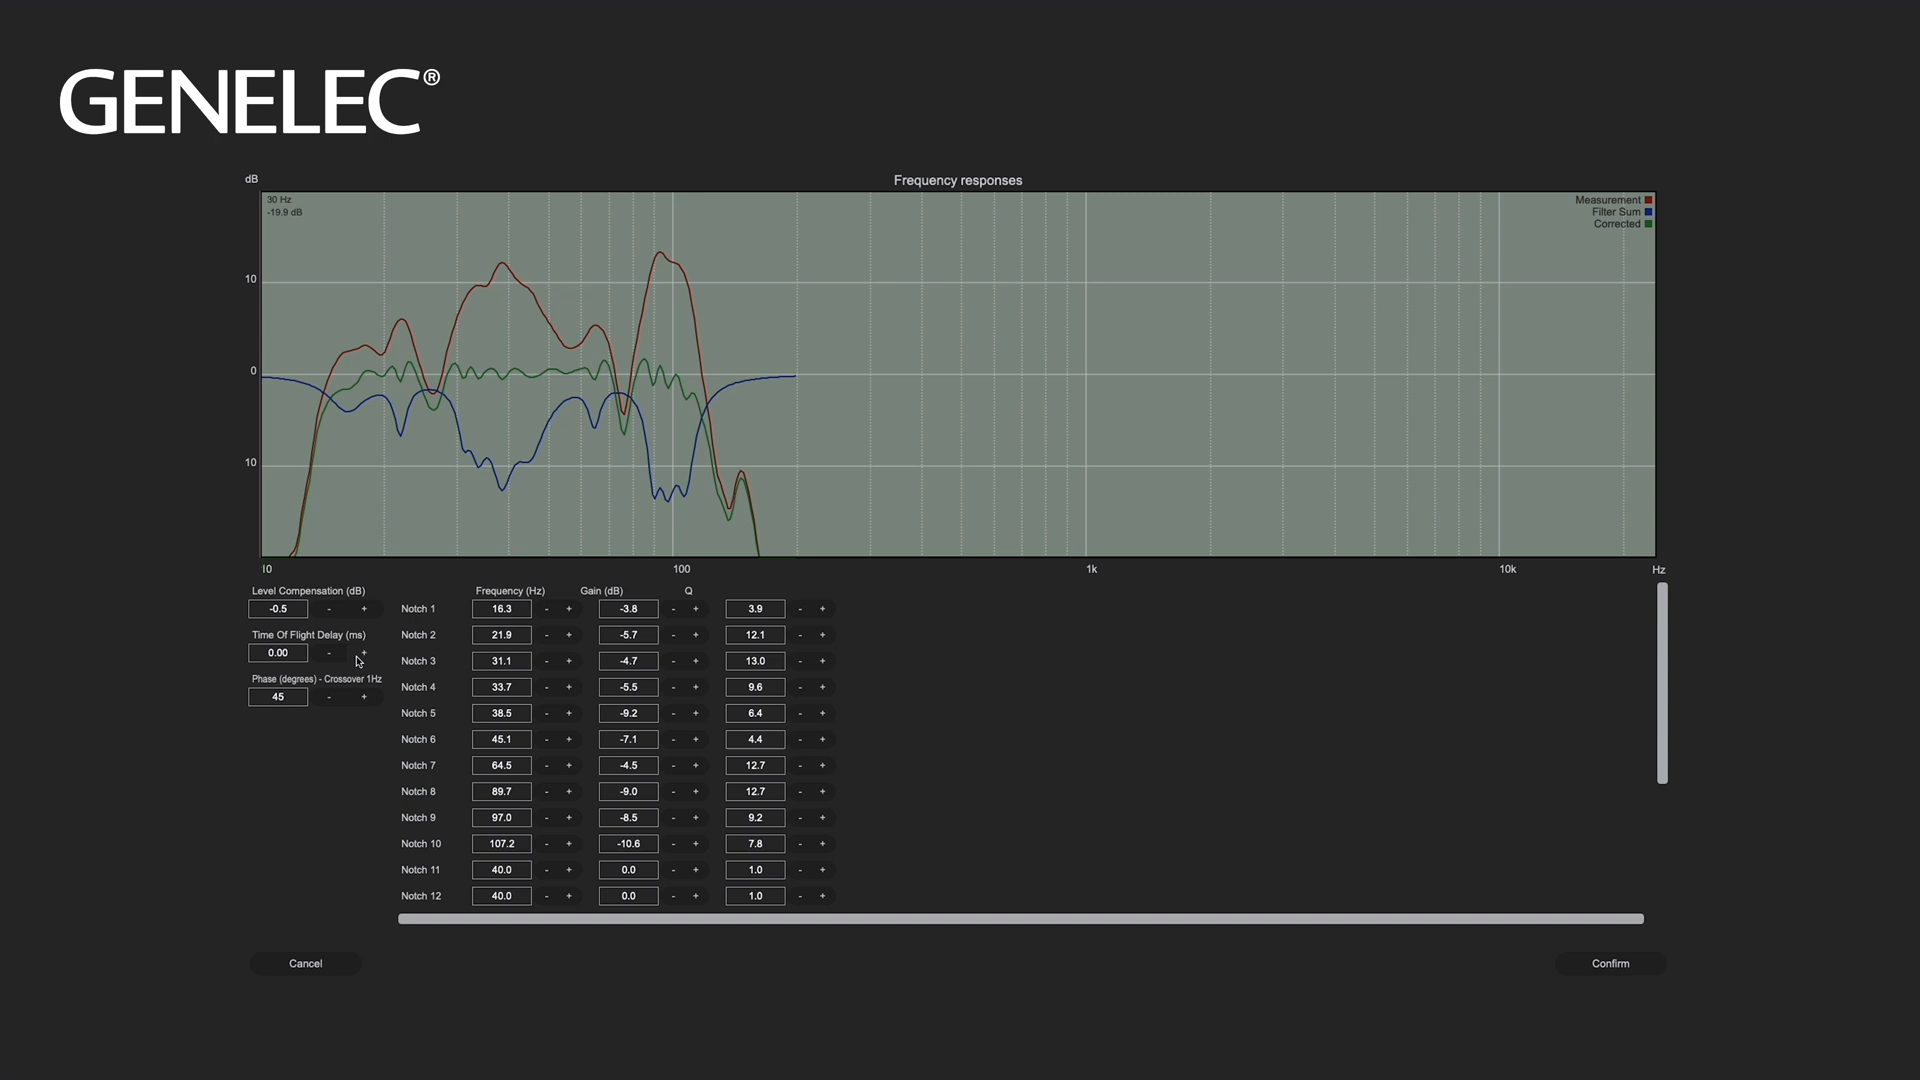 GENELEC®
dB
Frequency responses
30 Hz
-19.9 dB
Measurement
Filter Sum
Corrected
10
0
10
10
100
1k
10k
Hz
Level Compensation (dB)
-0.5 - +
Time Of Flight Delay (ms)
0.00 - +
Phase (degrees) - Crossover 1Hz
45 - +
Frequency (Hz) Gain (dB) Q
Notch 1 16.3 - + -3.8 - + 3.9 - +
Notch 2 21.9 - + -5.7 - + 12.1 - +
Notch 3 31.1 - + -4.7 - + 13.0 - +
Notch 4 33.7 - + -5.5 - + 9.6 - +
Notch 5 38.5 - + -9.2 - + 6.4 - +
Notch 6 45.1 - + -7.1 - + 4.4 - +
Notch 7 64.5 - + -4.5 - + 12.7 - +
Notch 8 89.7 - + -9.0 - + 12.7 - +
Notch 9 97.0 - + -8.5 - + 9.2 - +
Notch 10 107.2 - + -10.6 - + 7.8 - +
Notch 11 40.0 - + 0.0 - + 1.0 - +
Notch 12 40.0 - + 0.0 - + 1.0 - +
Cancel
Confirm